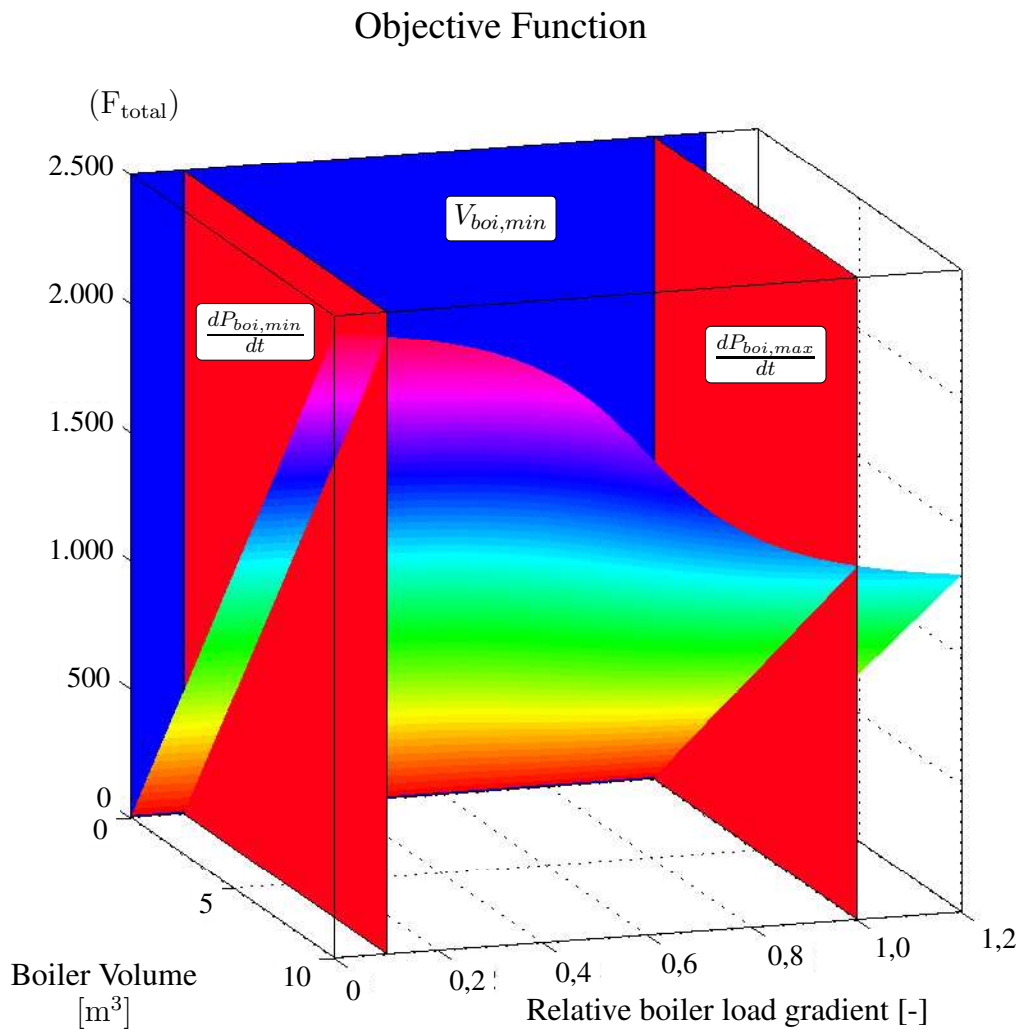 Objective Function
(F_total)
2.500
2.000
1.500
1.000
500
0
V_boi,min
dP_boi,min
dt
dP_boi,max
dt
0
5
10
Boiler Volume
[m³]
0
0,2
0,4
0,6
0,8
1,0
1,2
Relative boiler load gradient [-]